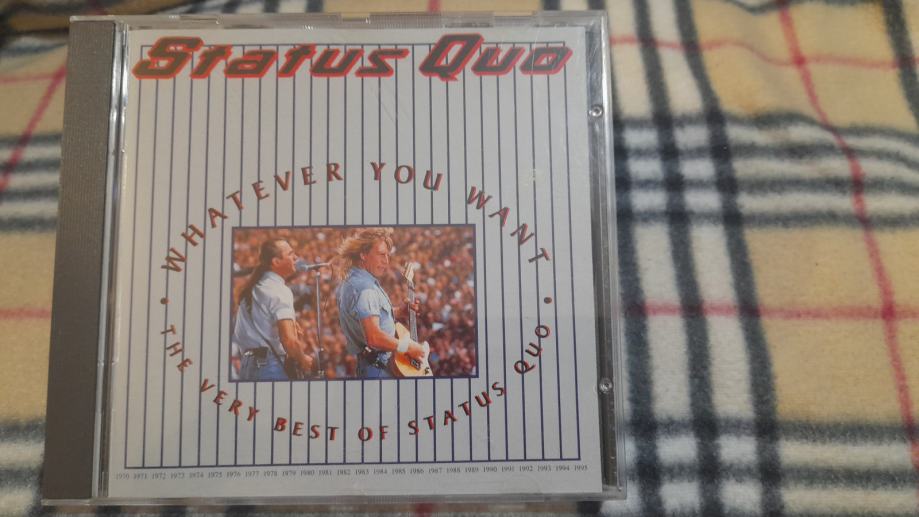 Status Quo
WHATEVER YOU WANT
• THE VERY BEST OF STATUS QUO •
1970 1971 1972 1973 1974 1975 1976 1977 1978 1979 1980 1981 1982 1983 1984 1985 1986 1987 1988 1989 1990 1991 1992 1993 1994 1995